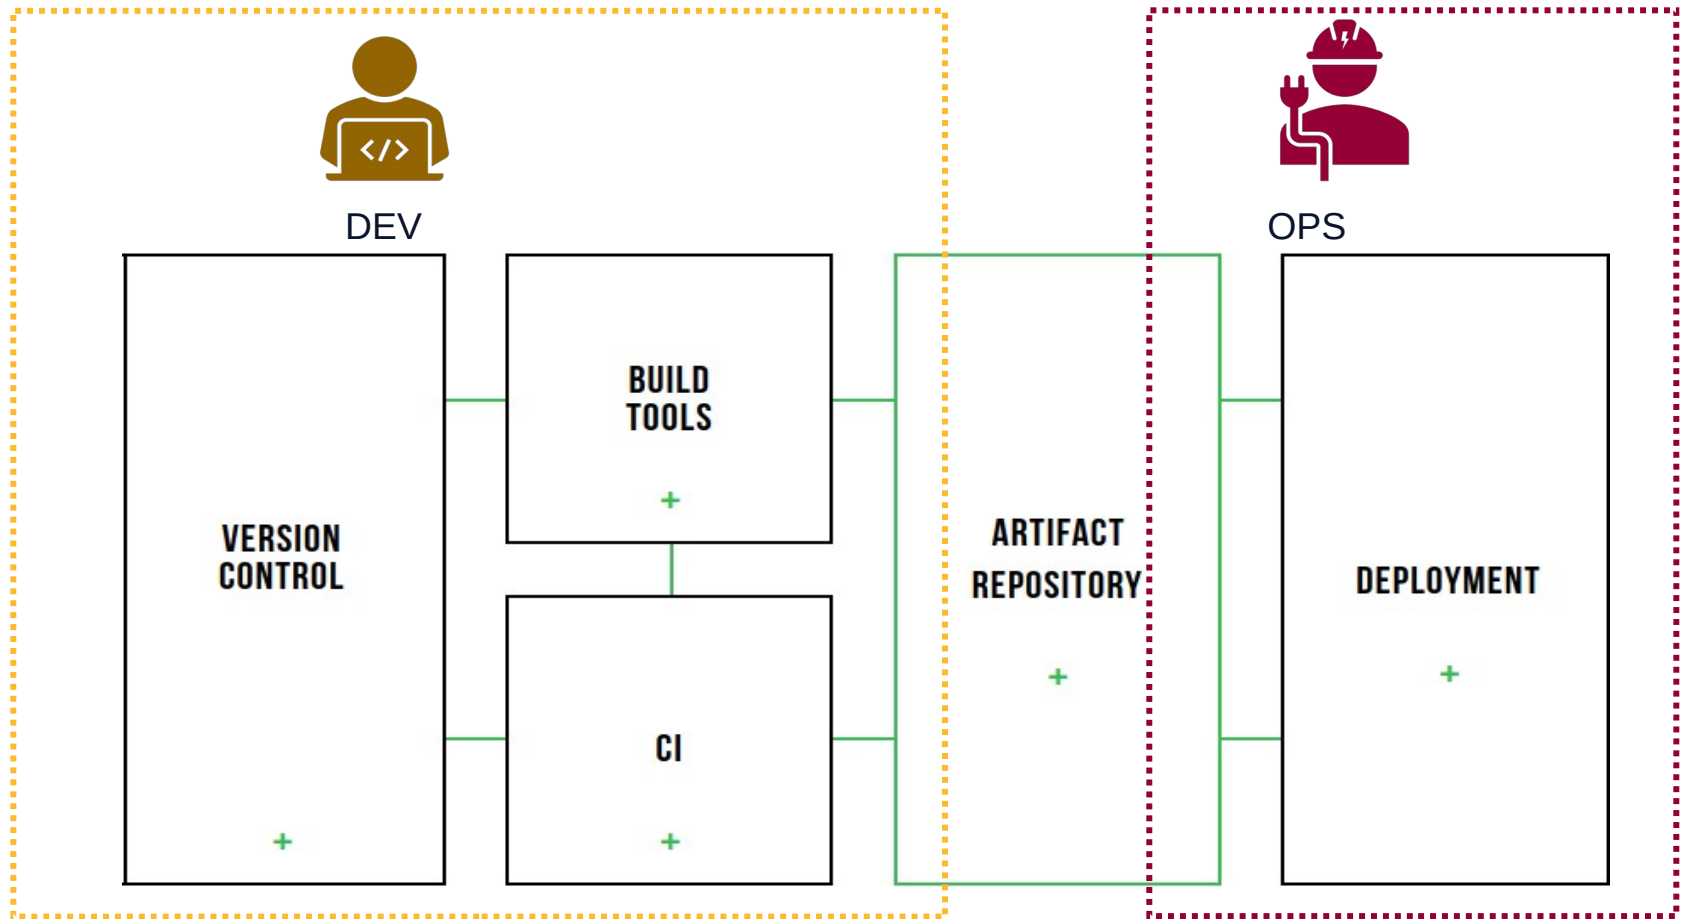 </>
DEV
OPS
VERSION
CONTROL
+
BUILD
TOOLS
+
CI
+
ARTIFACT
REPOSITORY
+
DEPLOYMENT
+